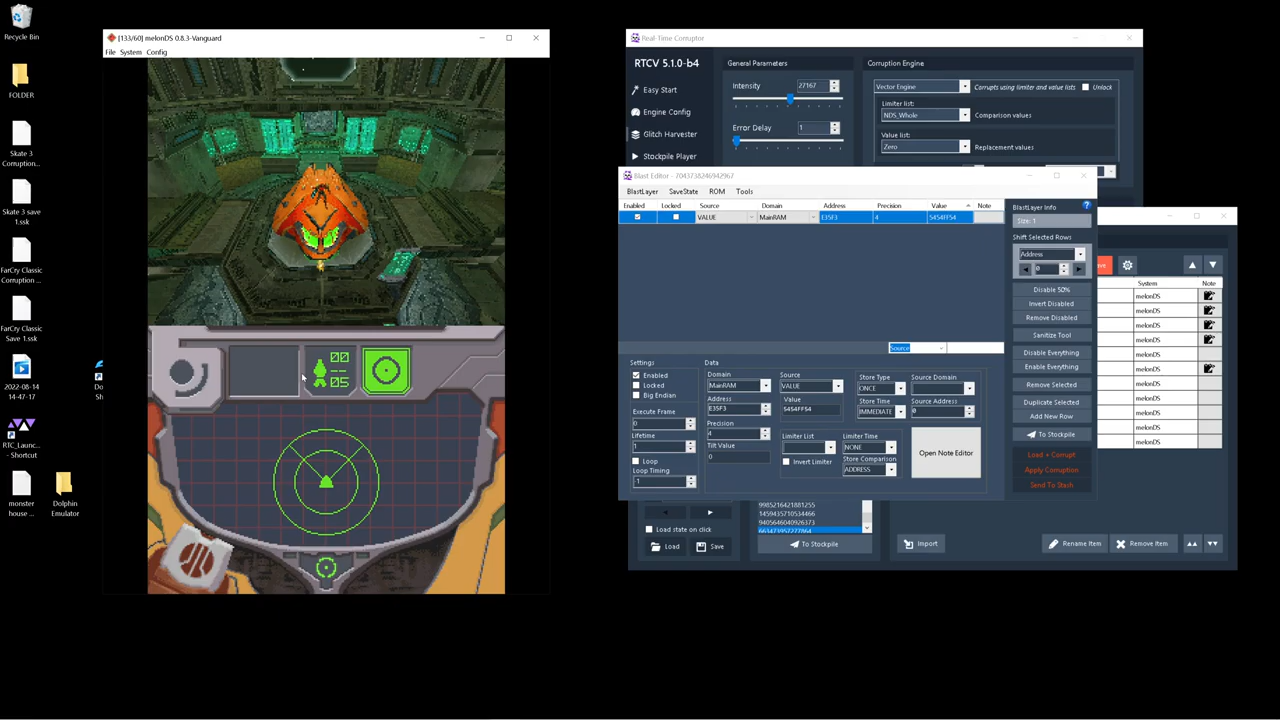 Recycle Bin
FOLDER
Skate 3
Corruption...
Skate 3 save
1.ssk
FarCry Classic
Corruption ...
FarCry Classic
Save 1.ssk
2022-08-14
14-47-17
RTC_Launc...
- Shortcut
monster
house ...
Dolphin
Emulator
[133/60] melonDS 0.8.3-Vanguard
File System Config
00
05
Real-Time Corruptor
RTCV 5.1.0-b4
Easy Start
Engine Config
Glitch Harvester
Stockpile Player
General Parameters
Intensity 27167
Error Delay 1
Corruption Engine
Vector Engine Corrupts using limiter and value lists Unlock
Limiter list:
NDS_Whole Comparison values
Value list:
Zero Replacement values
Blast Editor - 7043738246942967
BlastLayer SaveState ROM Tools
Enabled Locked Source Domain Address Precision Value Note
VALUE MainRAM E35F3 4 5454FF54
Source
Settings
Enabled
Locked
Big Endian
Execute Frame
0
Lifetime
1
Loop
Loop Timing
-1
Data
Domain
MainRAM
Address
E35F3
Precision
4
Tilt Value
0
Source
VALUE
Value
5454FF54
Limiter List
Invert Limiter
Store Type
ONCE
Store Time
IMMEDIATE
Limiter Time
NONE
Store Comparison
ADDRESS
Source Domain
Source Address
0
Open Note Editor
BlastLayer Info
Size: 1
Shift Selected Rows
Address
0
Disable 50%
Invert Disabled
Remove Disabled
Sanitize Tool
Disable Everything
Enable Everything
Remove Selected
Duplicate Selected
Add New Row
To Stockpile
Load + Corrupt
Apply Corruption
Send To Stash
System Note
melonDS
melonDS
melonDS
melonDS
melonDS
melonDS
melonDS
melonDS
melonDS
melonDS
melonDS
Load state on click
Load Save
9985216421881255
1459435710534466
9405646040926373
To Stockpile
Import
Rename Item Remove Item